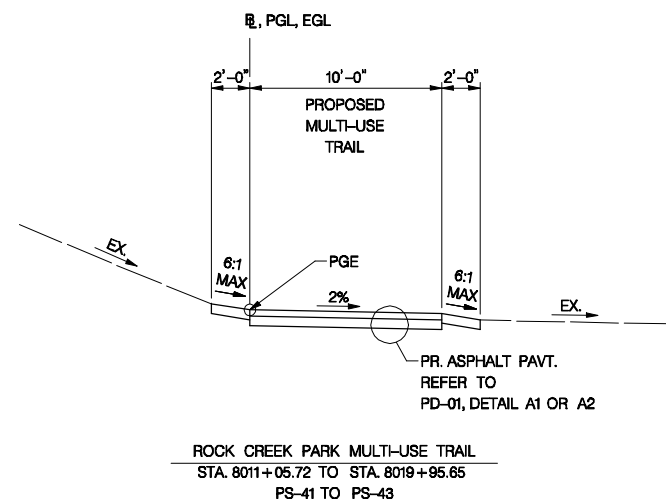 BL, PGL, EGL
2'-0" 10'-0" 2'-0"
PROPOSED
MULTI-USE
TRAIL
EX.
6:1
MAX
PGE
2%
6:1
MAX
EX.
PR. ASPHALT PAVT.
REFER TO
PD-01, DETAIL A1 OR A2
ROCK CREEK PARK MULTI-USE TRAIL
STA. 8011+05.72 TO STA. 8019+95.65
PS-41 TO PS-43